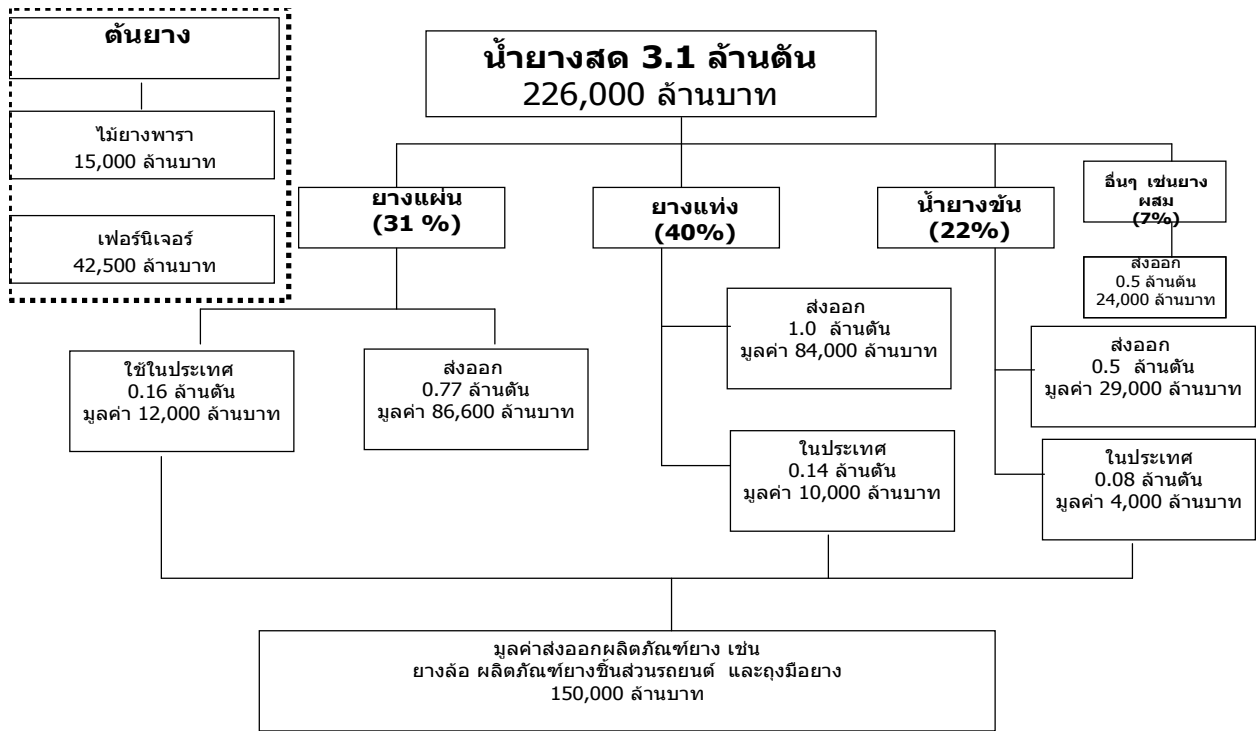 ต้นยาง
ไม้ยางพารา
15,000 ล้านบาท
เฟอร์นิเจอร์
42,500 ล้านบาท
น้ำยางสด 3.1 ล้านตัน
226,000 ล้านบาท
ยางแผ่น
(31 %)
ยางแท่ง
(40%)
น้ำยางข้น
(22%)
อื่นๆ เช่นยาง
ผสม
(7%)
ส่งออก
0.5 ล้านตัน
24,000 ล้านบาท
ใช้ในประเทศ
0.16 ล้านตัน
มูลค่า 12,000 ล้านบาท
ส่งออก
0.77 ล้านตัน
มูลค่า 86,600 ล้านบาท
ส่งออก
1.0 ล้านตัน
มูลค่า 84,000 ล้านบาท
ในประเทศ
0.14 ล้านตัน
มูลค่า 10,000 ล้านบาท
ส่งออก
0.5 ล้านตัน
มูลค่า 29,000 ล้านบาท
ในประเทศ
0.08 ล้านตัน
มูลค่า 4,000 ล้านบาท
มูลค่าส่งออกผลิตภัณฑ์ยาง เช่น
ยางล้อ ผลิตภัณฑ์ยางชิ้นส่วนรถยนต์ และถุงมือยาง
150,000 ล้านบาท